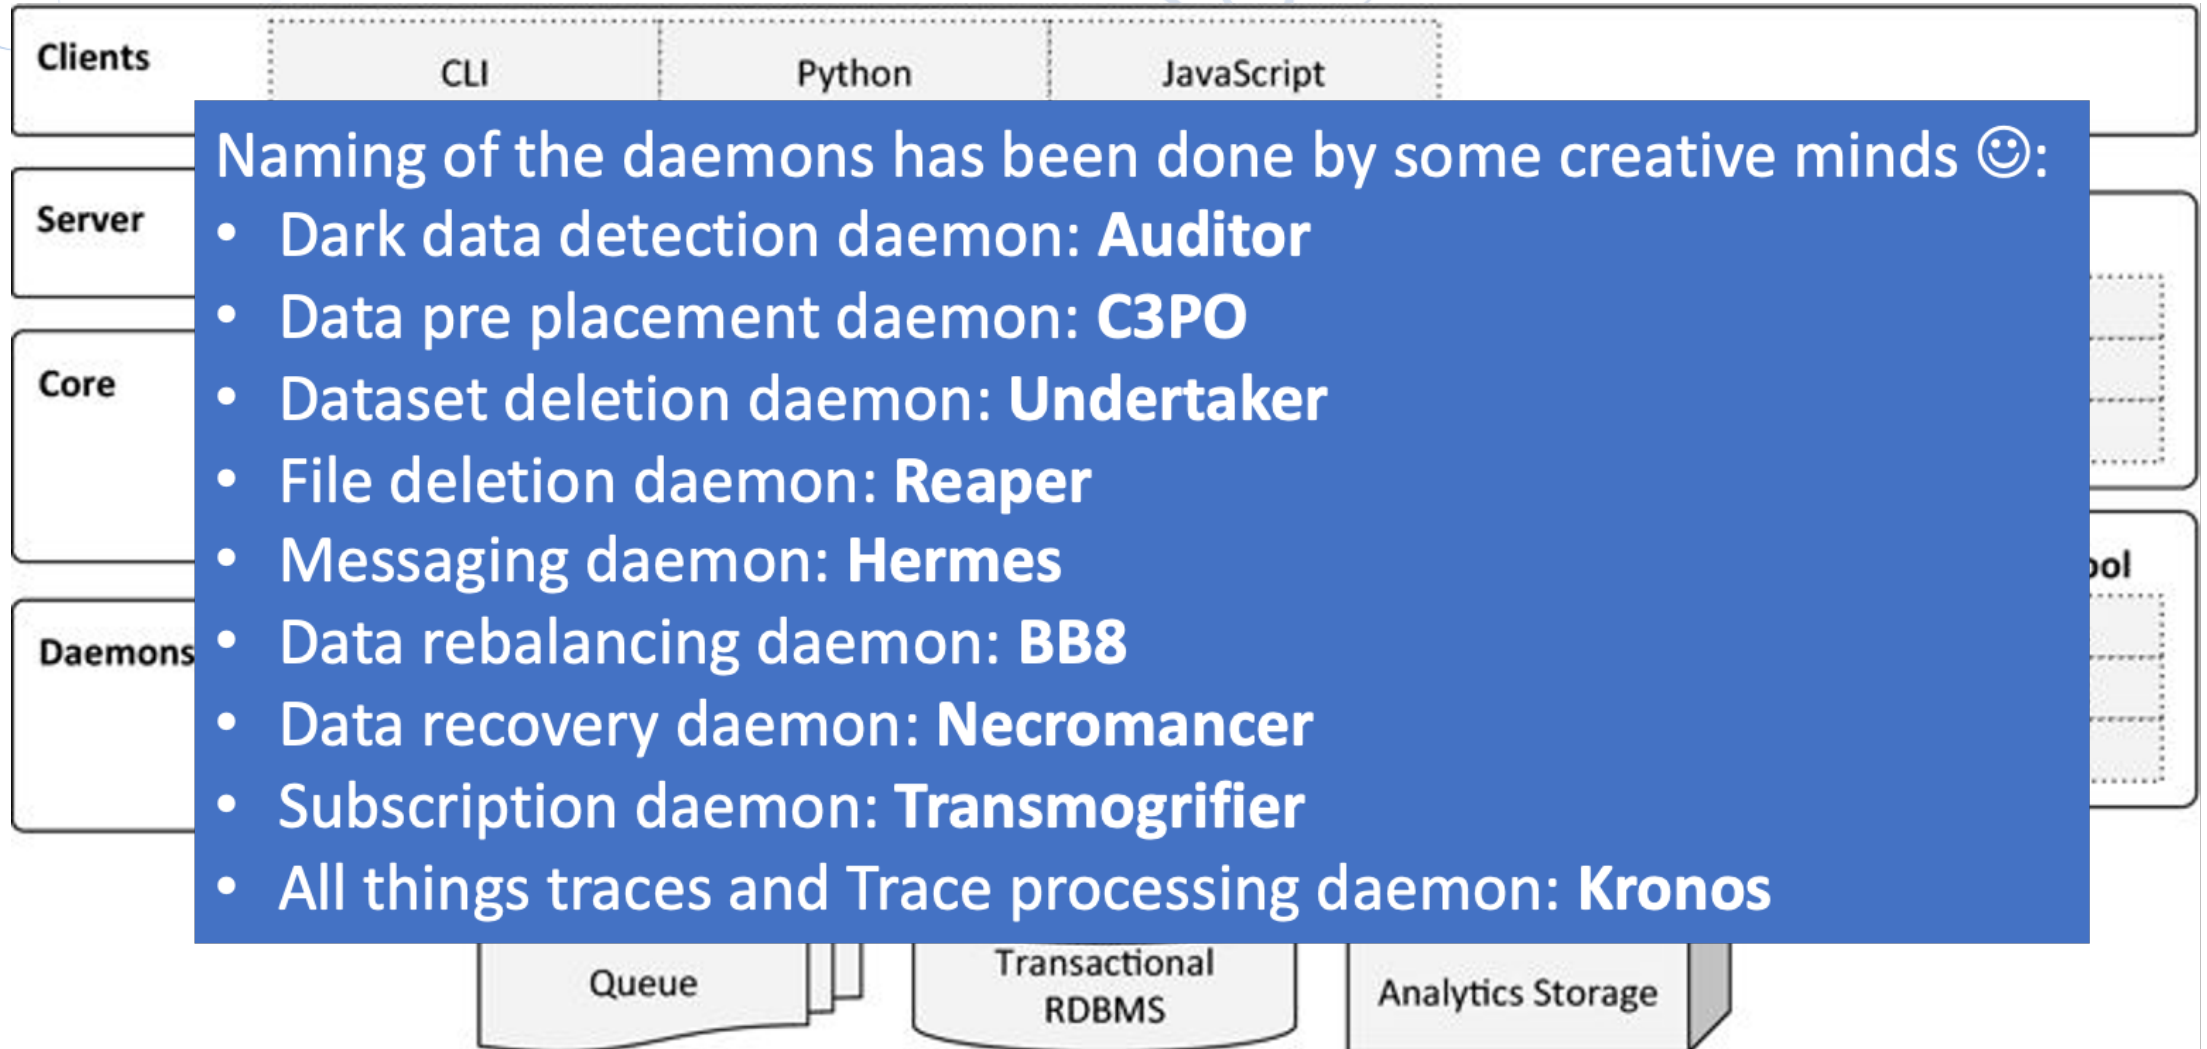 Clients
CLI
Python
JavaScript
Naming of the daemons has been done by some creative minds ☺:
Server
• Dark data detection daemon: Auditor
• Data pre placement daemon: C3PO
Core
• Dataset deletion daemon: Undertaker
• File deletion daemon: Reaper
• Messaging daemon: Hermes
Daemons
• Data rebalancing daemon: BB8
• Data recovery daemon: Necromancer
• Subscription daemon: Transmogrifier
• All things traces and Trace processing daemon: Kronos
Queue
Transactional
RDBMS
Analytics Storage